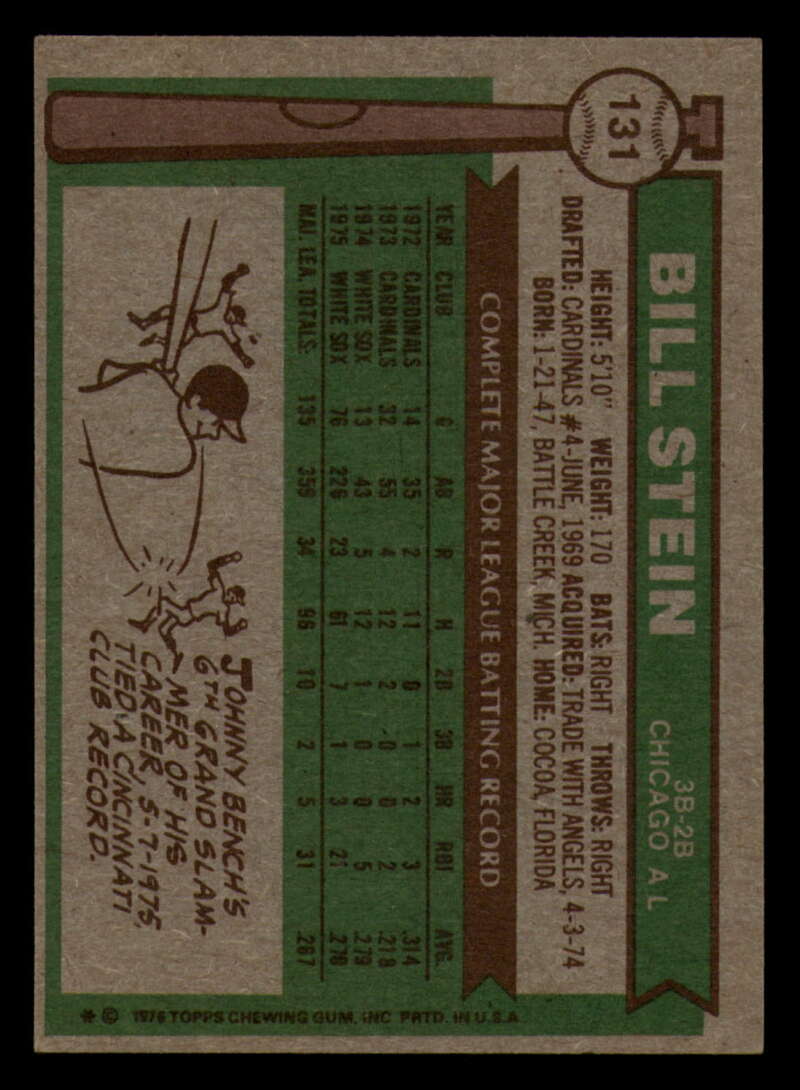 131
BILL STEIN
3B-2B
CHICAGO A L
HEIGHT: 5'10" WEIGHT: 170 BATS: RIGHT THROWS: RIGHT
DRAFTED: CARDINALS #4-JUNE, 1969 ACQUIRED: TRADE WITH ANGELS, 4-3-74
BORN: 1-21-47, BATTLE CREEK, MICH. HOME: COCOA, FLORIDA
COMPLETE MAJOR LEAGUE BATTING RECORD
YEAR CLUB G AB R H 2B 3B HR RBI AVG.
1972 CARDINALS 14 35 2 11 0 1 2 3 .314
1973 CARDINALS 32 55 4 12 2 0 0 2 .218
1974 WHITE SOX 13 43 5 12 1 0 0 5 .279
1975 WHITE SOX 76 226 23 61 7 1 3 21 .270
MAJ. LEA. TOTALS: 135 359 34 96 10 2 5 31 .267
JOHNNY BENCH'S
6TH GRAND SLAM-
MER OF HIS
CAREER, 5-7-1975,
TIED A CINCINNATI
CLUB RECORD.
* © 1976 TOPPS CHEWING GUM, INC PRTD. IN U.S.A